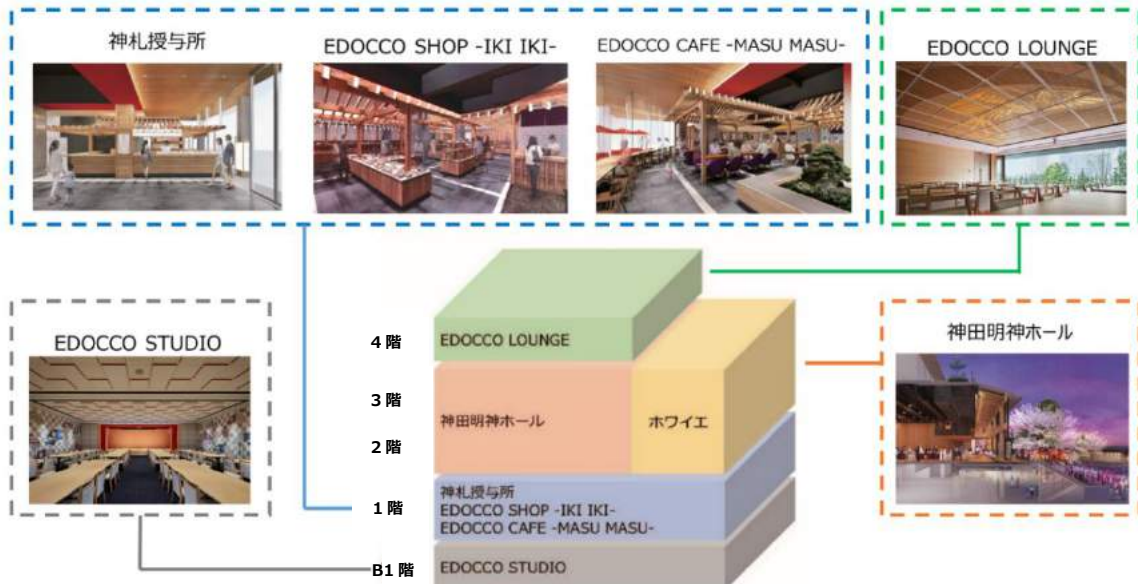 神札授与所
EDOCCO SHOP -IKI IKI-
EDOCCO CAFE -MASU MASU-
EDOCCO LOUNGE
EDOCCO STUDIO
4階
EDOCCO LOUNGE
3階
神田明神ホール
ホワイエ
2階
1階
神札授与所
EDOCCO SHOP -IKI IKI-
EDOCCO CAFE -MASU MASU-
B1階
EDOCCO STUDIO
神田明神ホール